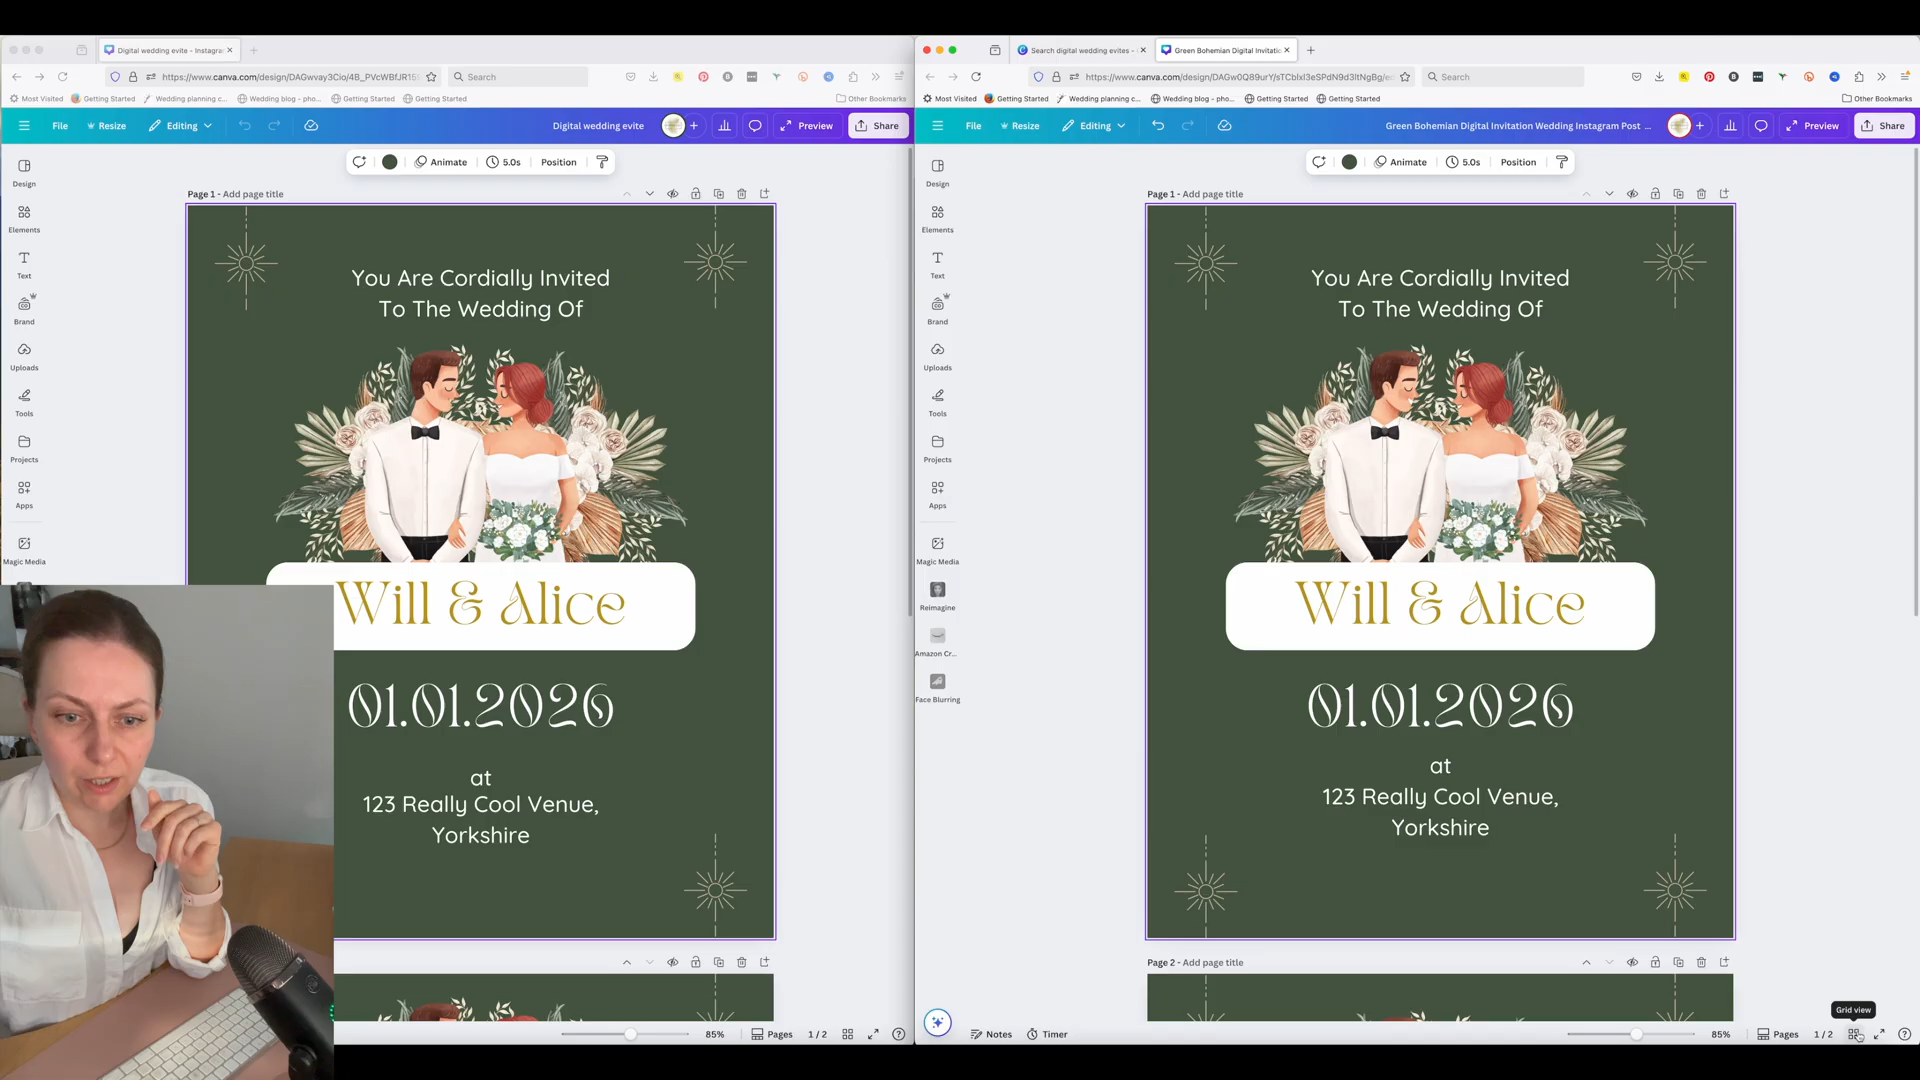 Digital wedding evite - Instagra
https://www.canva.com/design/DAGwvay3Cio/4B_PVcWBfJR15
Search
Most Visited
Getting Started
Wedding planning c...
Wedding blog - pho...
Getting Started
Getting Started
Other Bookmarks
File
Resize
Editing
Digital wedding evite
Preview
Share
Animate
5.0s
Position
Design
Elements
Text
Brand
Uploads
Tools
Projects
Apps
Magic Media
Page 1 - Add page title
You Are Cordially Invited
To The Wedding Of
Will & Alice
01.01.2026
at
123 Really Cool Venue,
Yorkshire
85%
Pages
1 / 2
Search digital wedding evites -
Green Bohemian Digital Invitatio
Search
Most Visited
Getting Started
Wedding planning c...
Wedding blog - pho...
Getting Started
Getting Started
Other Bookmarks
File
Resize
Editing
Green Bohemian Digital Invitation Wedding Instagram Post ...
Preview
Share
Animate
5.0s
Position
Design
Elements
Text
Brand
Uploads
Tools
Projects
Apps
Magic Media
Reimagine
Amazon Cr...
Face Blurring
Page 1 - Add page title
You Are Cordially Invited
To The Wedding Of
Will & Alice
01.01.2026
at
123 Really Cool Venue,
Yorkshire
Page 2 - Add page title
Grid view
Notes
Timer
85%
Pages
1 / 2